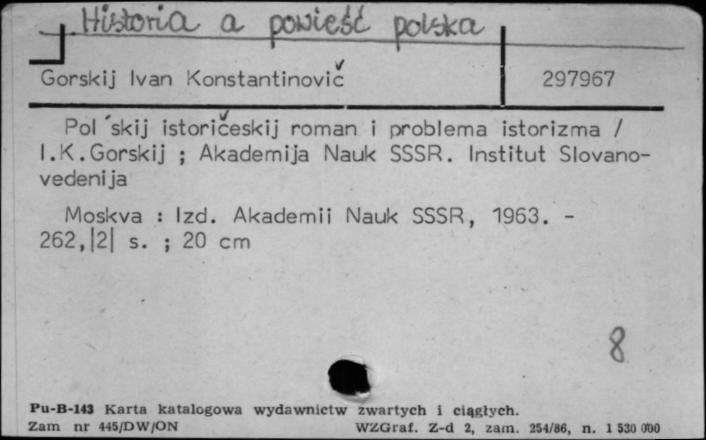 Historia a powieść polska
Gorskij Ivan Konstantinovič 297967
Pol´skij istoričeskij roman i problema istorizma /
I.K.Gorskij ; Akademija Nauk SSSR. Institut Slovano-
vedenija
Moskva : Izd. Akademii Nauk SSSR, 1963. -
262,|2| s. ; 20 cm
8
Pu-B-143 Karta katalogowa wydawnictw zwartych i ciągłych.
Zam nr 445/DW/ON WZGraf. Z-d 2, zam. 254/86, n. 1 530 000